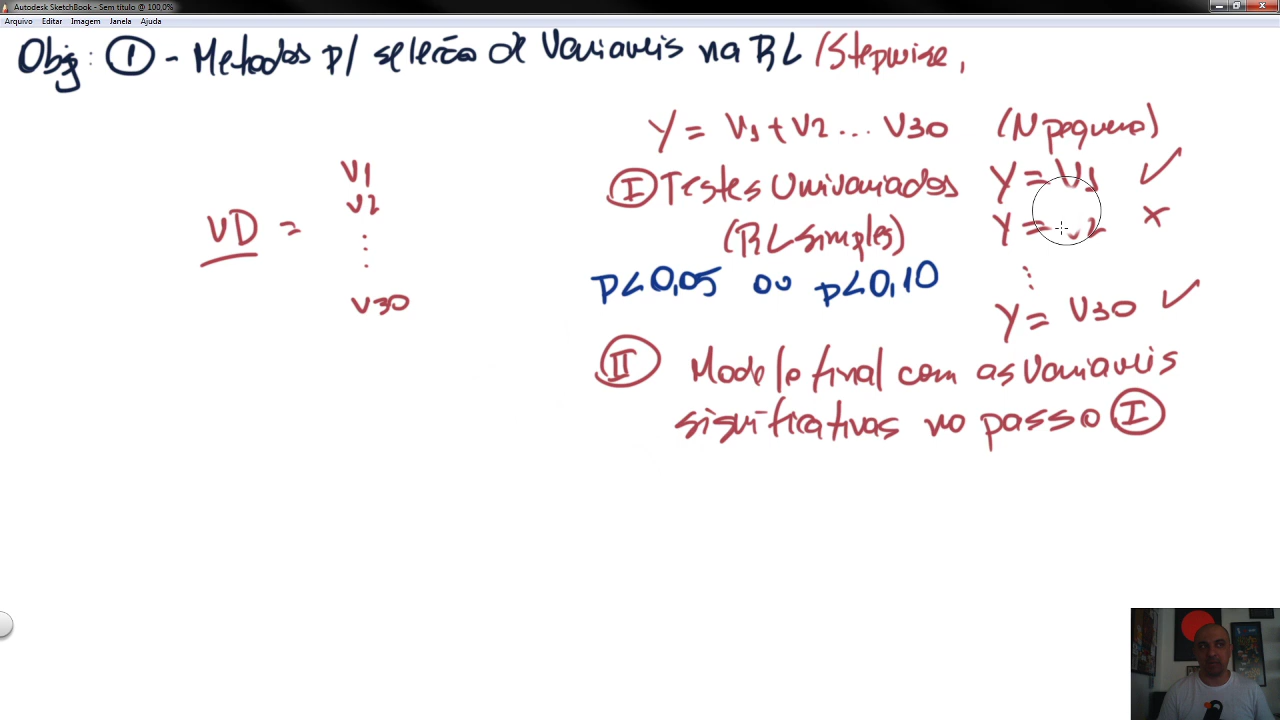 Autodesk SketchBook - Sem título @ 100,0%
Arquivo Editar Imagem Janela Ajuda
Obj: 1 - Metodos p/ seleção de Variaveis na RL /Stepwise,
Y = V1 + V2 ... V30 (N pequeno)
VD = V1
V2
⋮
V30
I Testes Univariados Y = V1 ✓
(RL simples) Y = V2 x
⋮
p<0,05 ou p<0,10
Y = V30 ✓
II Modelo final com as Variaveis
significativas no passo I